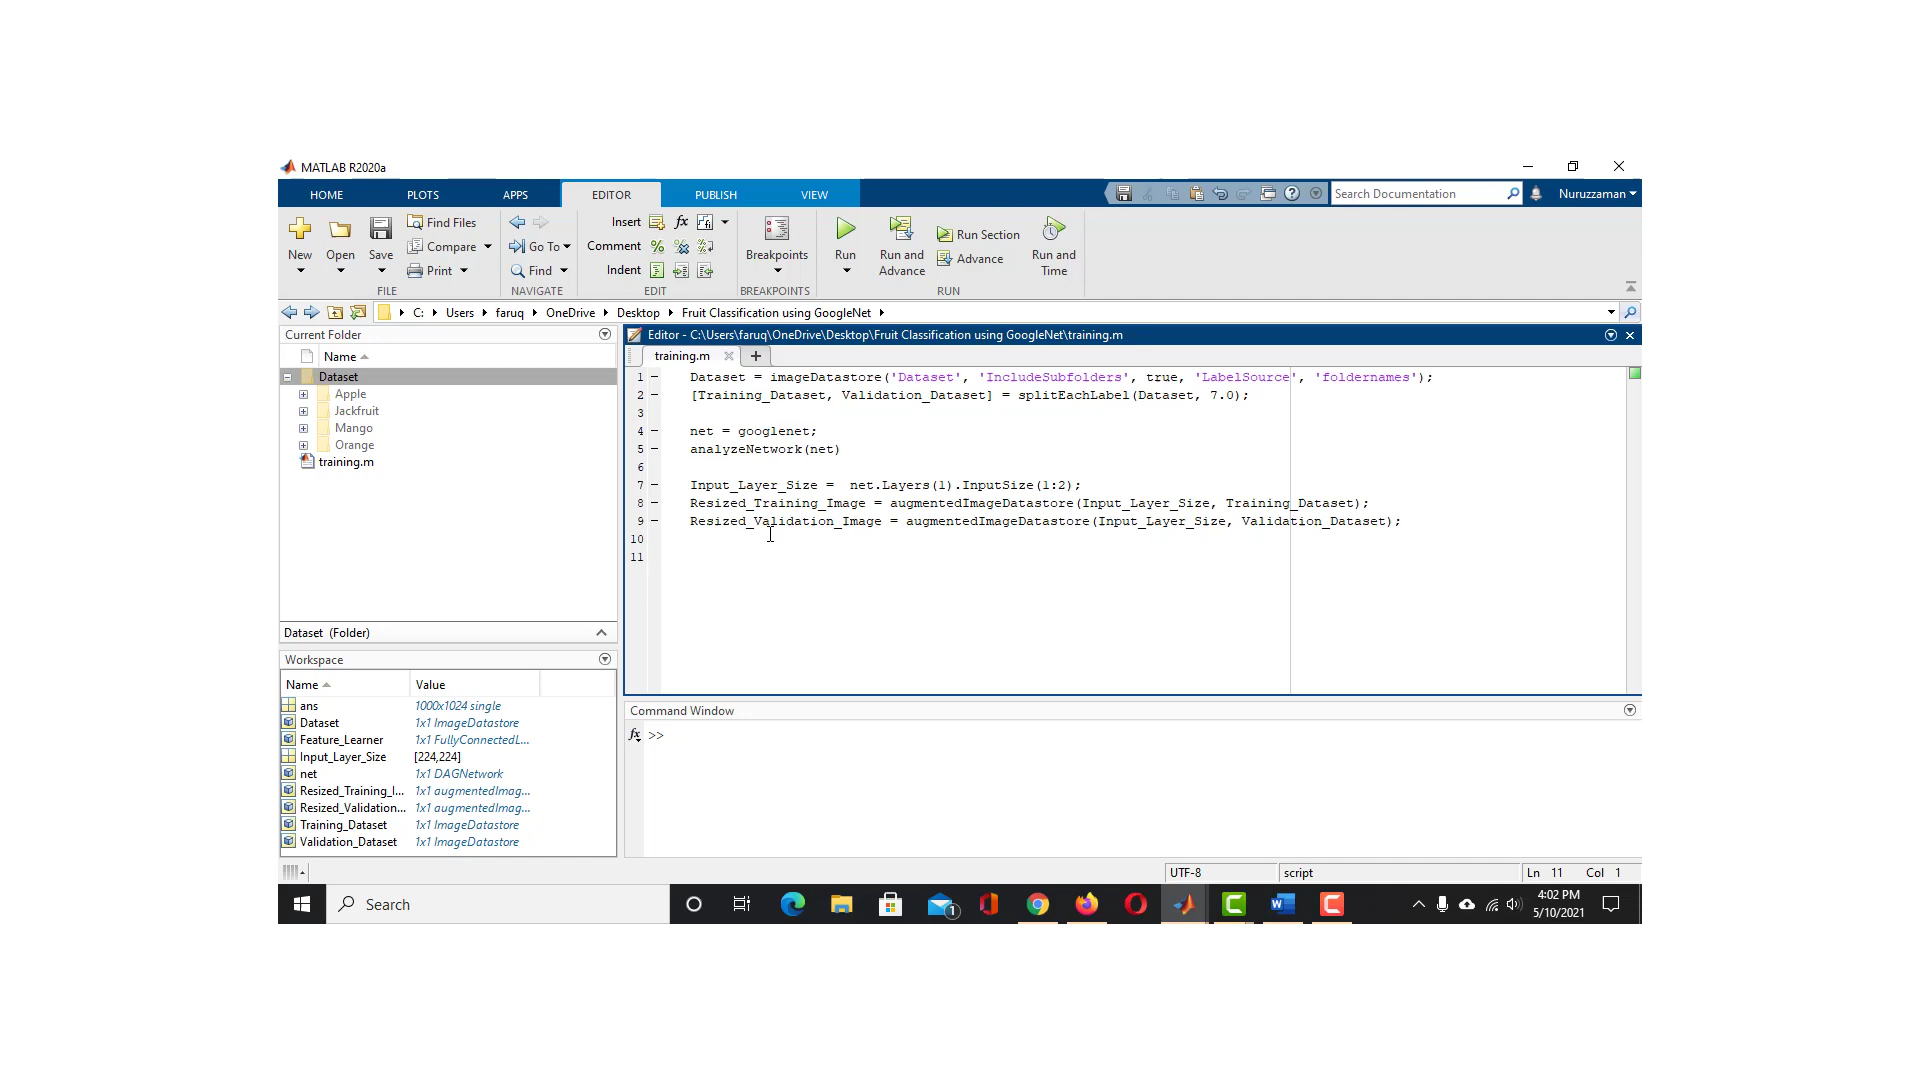 MATLAB R2020a
HOME PLOTS APPS EDITOR PUBLISH VIEW
Search Documentation
Nuruzzaman
New Open Save
Find Files
Compare
Print
FILE
Go To
Find
NAVIGATE
Insert
Comment
Indent
EDIT
Breakpoints
BREAKPOINTS
Run
Run and Advance
Run Section
Advance
Run and Time
RUN
C: Users faruq OneDrive Desktop Fruit Classification using GoogleNet
Current Folder
Name
Dataset
Apple
Jackfruit
Mango
Orange
training.m
Dataset (Folder)
Workspace
Name Value
ans 1000x1024 single
Dataset 1x1 ImageDatastore
Feature_Learner 1x1 FullyConnectedL...
Input_Layer_Size [224,224]
net 1x1 DAGNetwork
Resized_Training_I... 1x1 augmentedImag...
Resized_Validation... 1x1 augmentedImag...
Training_Dataset 1x1 ImageDatastore
Validation_Dataset 1x1 ImageDatastore
Editor - C:\Users\faruq\OneDrive\Desktop\Fruit Classification using GoogleNet\training.m
training.m
1 Dataset = imageDatastore('Dataset', 'IncludeSubfolders', true, 'LabelSource', 'foldernames');
2 [Training_Dataset, Validation_Dataset] = splitEachLabel(Dataset, 7.0);
3
4 net = googlenet;
5 analyzeNetwork(net)
6
7 Input_Layer_Size = net.Layers(1).InputSize(1:2);
8 Resized_Training_Image = augmentedImageDatastore(Input_Layer_Size, Training_Dataset);
9 Resized_Validation_Image = augmentedImageDatastore(Input_Layer_Size, Validation_Dataset);
10
11
Command Window
fx >>
UTF-8 script Ln 11 Col 1
Search
1
4:02 PM
5/10/2021